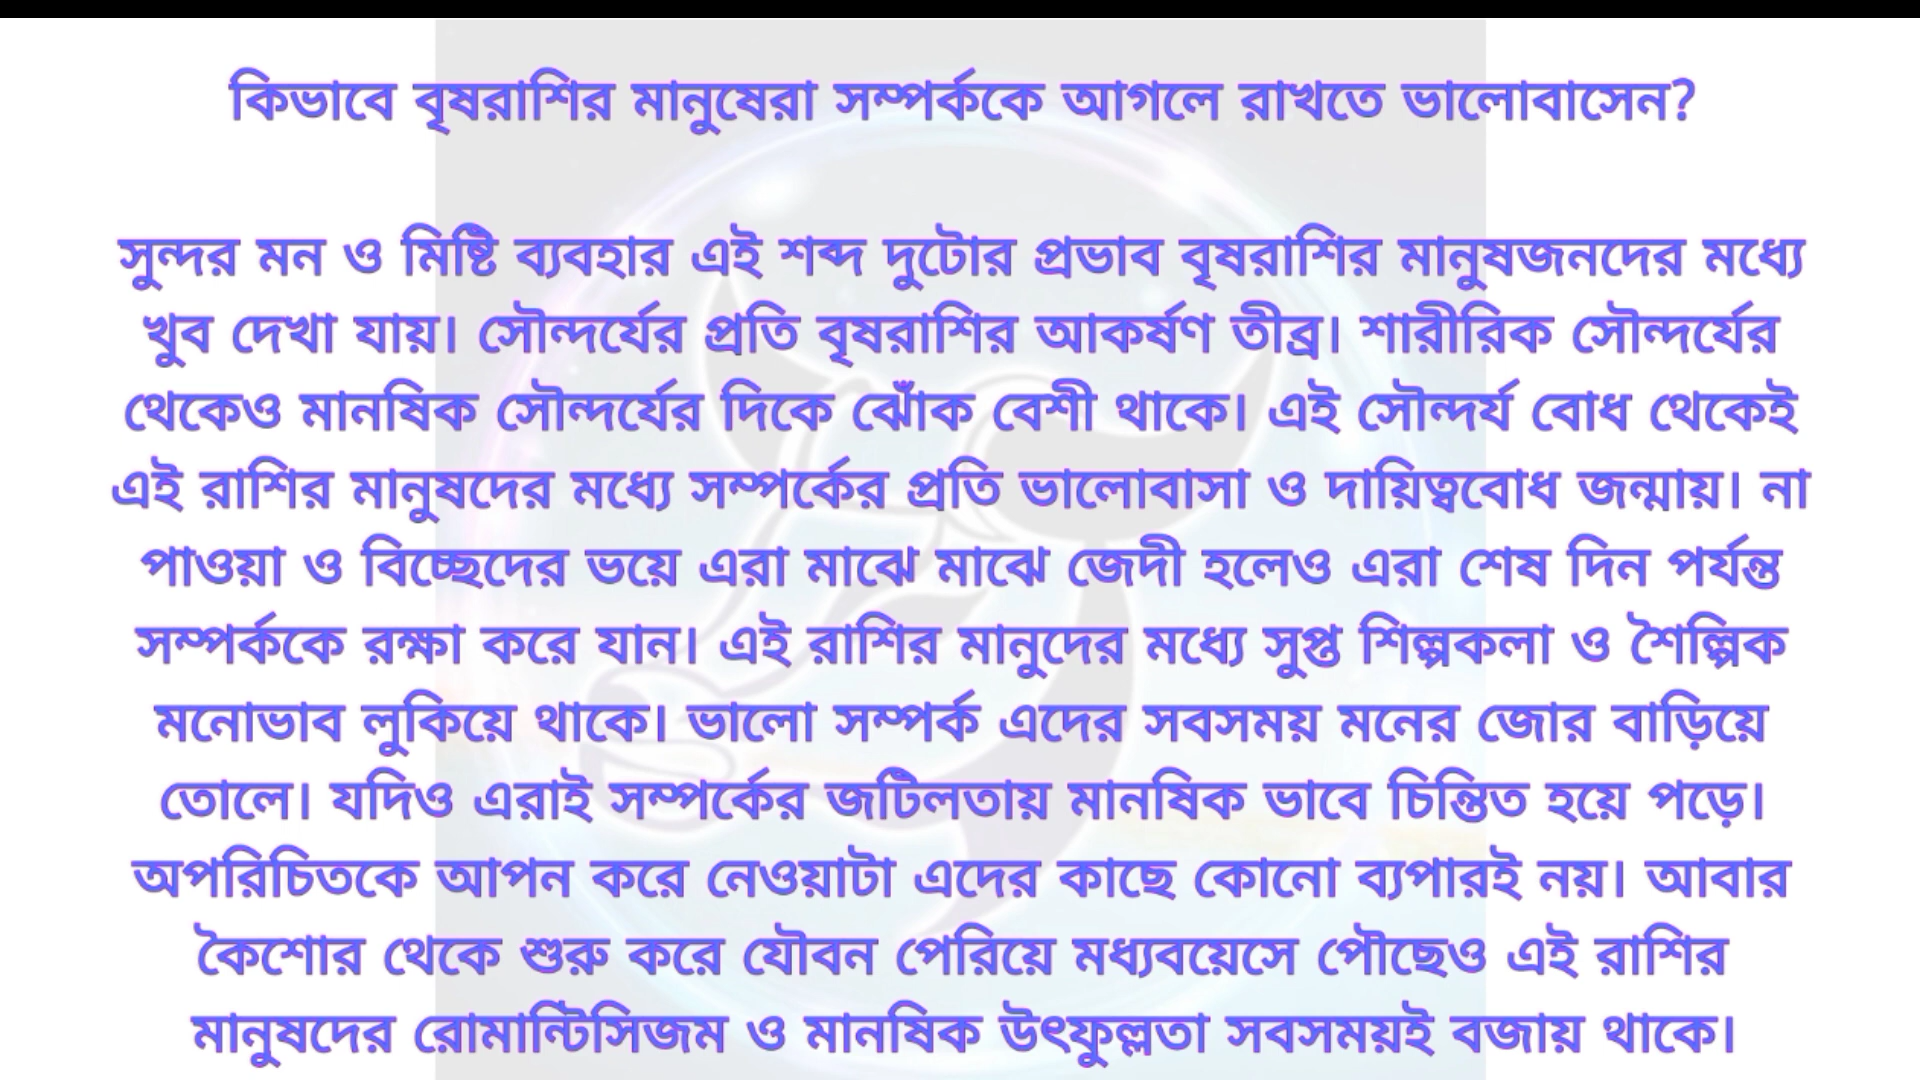 কিভাবে বৃষরাশির মানুষেরা সম্পর্ককে আগলে রাখতে ভালোবাসেন?
সুন্দর মন ও মিষ্টি ব্যবহার এই শব্দ দুটোর প্রভাব বৃষরাশির মানুষজনদের মধ্যে
খুব দেখা যায়। সৌন্দর্যের প্রতি বৃষরাশির আকর্ষণ তীব্র। শারীরিক সৌন্দর্যের
থেকেও মানষিক সৌন্দর্যের দিকে ঝোঁক বেশী থাকে। এই সৌন্দর্য বোধ থেকেই
এই রাশির মানুষদের মধ্যে সম্পর্কের প্রতি ভালোবাসা ও দায়িত্ববোধ জন্মায়। না
পাওয়া ও বিচ্ছেদের ভয়ে এরা মাঝে মাঝে জেদী হলেও এরা শেষ দিন পর্যন্ত
সম্পর্ককে রক্ষা করে যান। এই রাশির মানুদের মধ্যে সুপ্ত শিল্পকলা ও শৈল্পিক
মনোভাব লুকিয়ে থাকে। ভালো সম্পর্ক এদের সবসময় মনের জোর বাড়িয়ে
তোলে। যদিও এরাই সম্পর্কের জটিলতায় মানষিক ভাবে চিন্তিত হয়ে পড়ে।
অপরিচিতকে আপন করে নেওয়াটা এদের কাছে কোনো ব্যপারই নয়। আবার
কৈশোর থেকে শুরু করে যৌবন পেরিয়ে মধ্যবয়েসে পৌছেও এই রাশির
মানুষদের রোমান্টিসিজম ও মানষিক উৎফুল্লতা সবসময়ই বজায় থাকে।